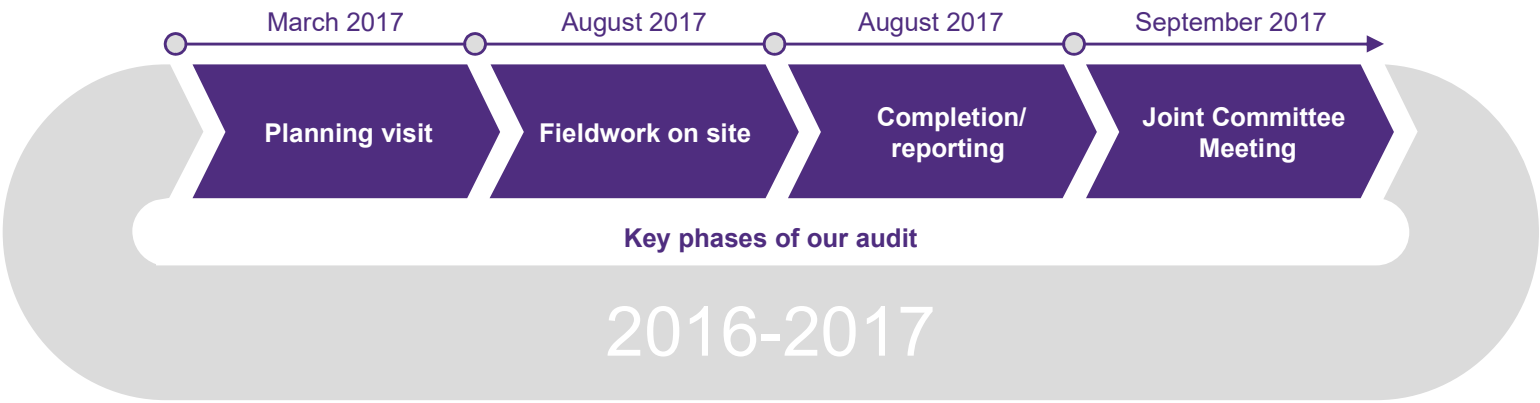 March 2017
August 2017
August 2017
September 2017
Planning visit
Fieldwork on site
Completion/
reporting
Joint Committee
Meeting
Key phases of our audit
2016-2017